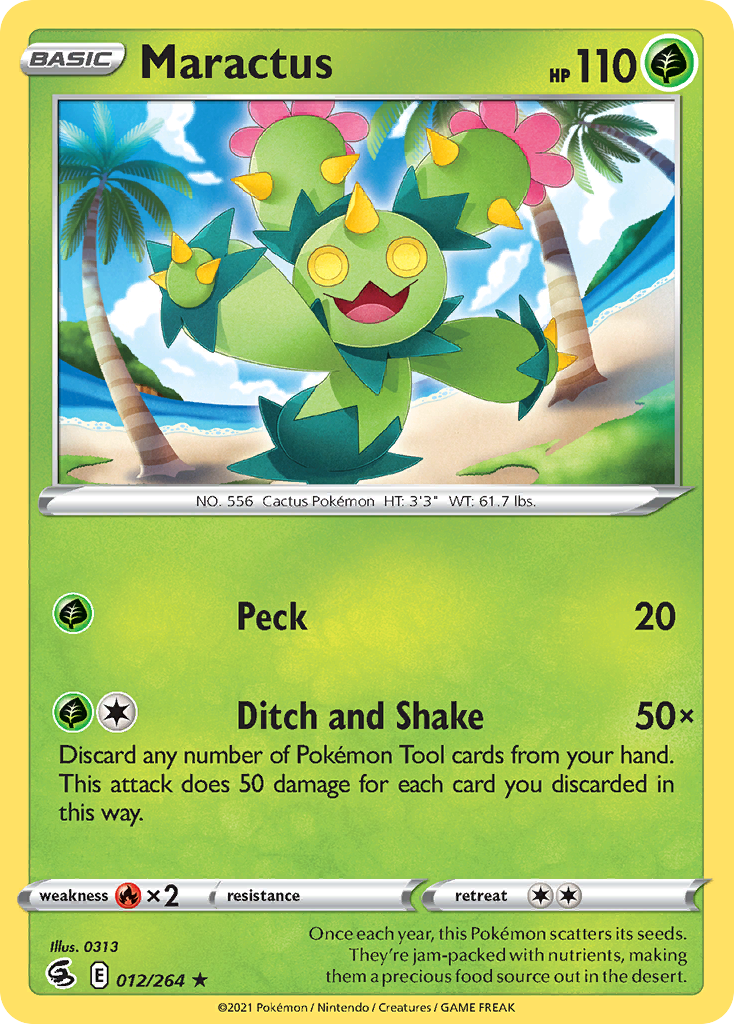 BASIC Maractus HP 110
NO. 556 Cactus Pokémon HT: 3'3" WT: 61.7 lbs.
Peck 20
Ditch and Shake 50×
Discard any number of Pokémon Tool cards from your hand.
This attack does 50 damage for each card you discarded in
this way.
weakness ×2 resistance retreat
Illus. 0313
Once each year, this Pokémon scatters its seeds.
They're jam-packed with nutrients, making
them a precious food source out in the desert.
E 012/264 ★
©2021 Pokémon / Nintendo / Creatures / GAME FREAK